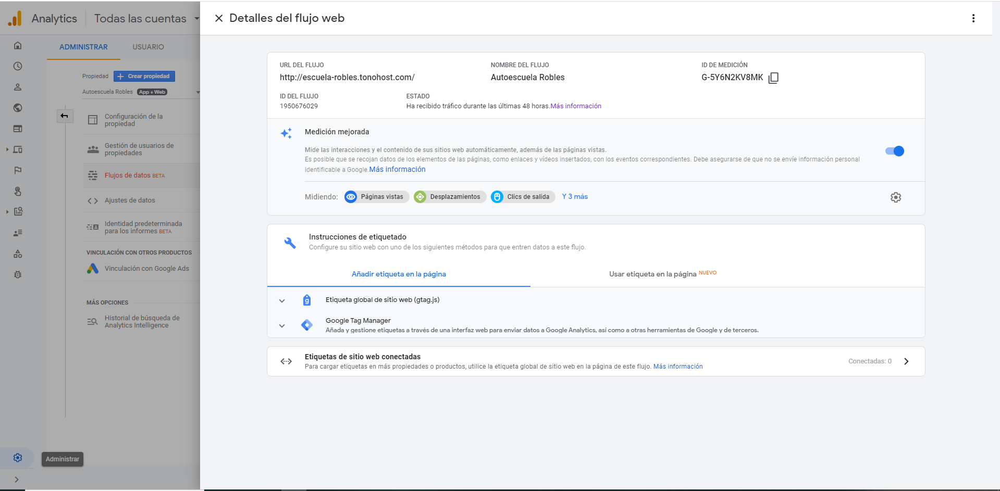 Analytics
Todas las cuentas
Detalles del flujo web
ADMINISTRAR
USUARIO
Propiedad
Crear propiedad
Autoescuela Robles
App + Web
Configuración de la
propiedad
Gestión de usuarios de
propiedades
Flujos de datos BETA
Ajustes de datos
Identidad predeterminada
para los informes BETA
VINCULACIÓN CON OTROS PRODUCTOS
Vinculación con Google Ads
MÁS OPCIONES
Historial de búsqueda de
Analytics Intelligence
Administrar
URL DEL FLUJO
http://escuela-robles.tonohost.com/
NOMBRE DEL FLUJO
Autoescuela Robles
ID DE MEDICIÓN
G-5Y6N2KV8MK
ID DEL FLUJO
1950676029
ESTADO
Ha recibido tráfico durante las últimas 48 horas.Más información
Medición mejorada
Mide las interacciones y el contenido de sus sitios web automáticamente, además de las páginas vistas.
Es posible que se recojan datos de los elementos de las páginas, como enlaces y vídeos insertados, con los eventos correspondientes. Debe asegurarse de que no se envíe información personal
identificable a Google.Más información
Midiendo:
Páginas vistas
Desplazamientos
Clics de salida
Y 3 más
Instrucciones de etiquetado
Configure su sitio web con uno de los siguientes métodos para que entren datos a este flujo.
Añadir etiqueta en la página
Usar etiqueta en la página NUEVO
Etiqueta global de sitio web (gtag.js)
Google Tag Manager
Añada y gestione etiquetas a través de una interfaz web para enviar datos a Google Analytics, así como a otras herramientas de Google y de terceros.
Etiquetas de sitio web conectadas
Para cargar etiquetas en más propiedades o productos, utilice la etiqueta global de sitio web en la página de este flujo. Más información
Conectadas: 0